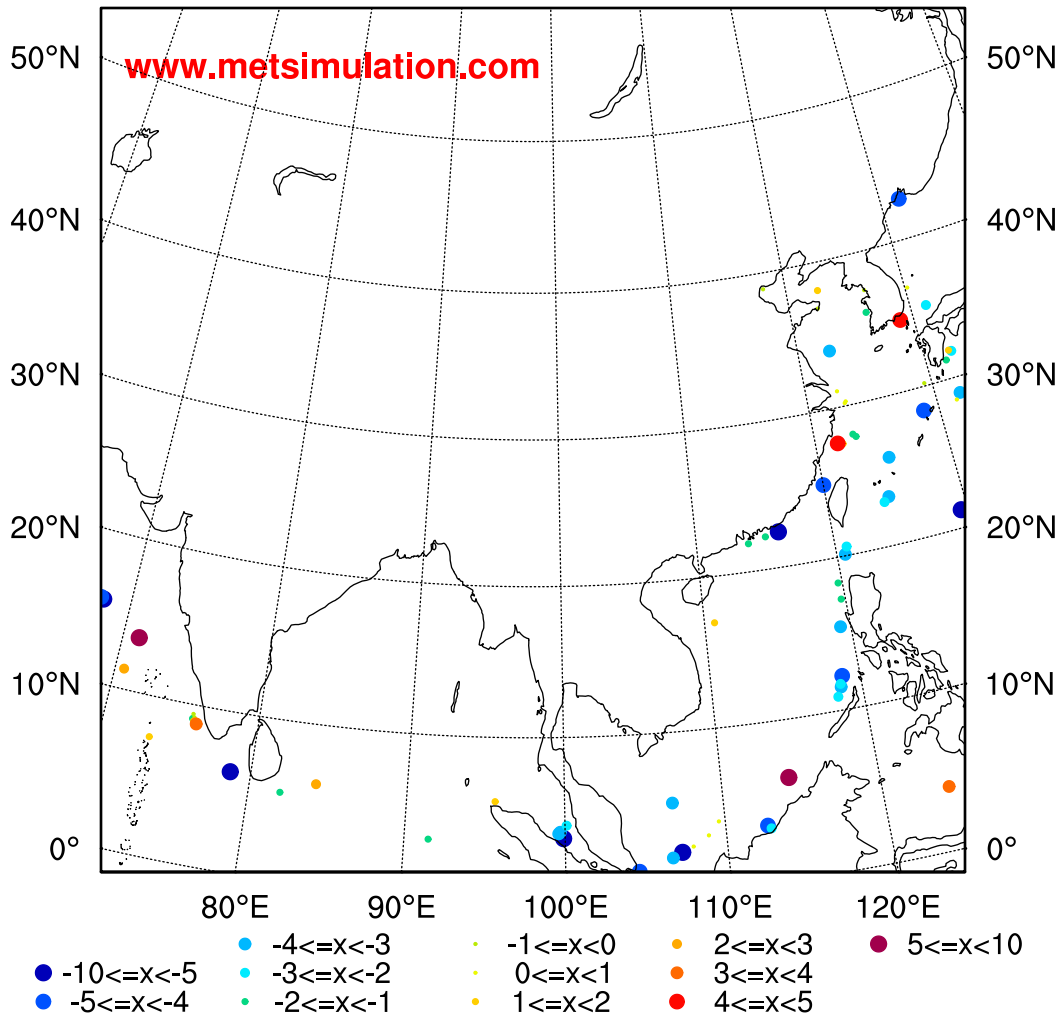 www.metsimulation.com
50°N 50°N
40°N 40°N
30°N 30°N
20°N 20°N
10°N 10°N
0° 0°
80°E 90°E 100°E 110°E 120°E
-4<=x<-3 -1<=x<0 2<=x<3 5<=x<10
-10<=x<-5 -3<=x<-2 0<=x<1 3<=x<4
-5<=x<-4 -2<=x<-1 1<=x<2 4<=x<5